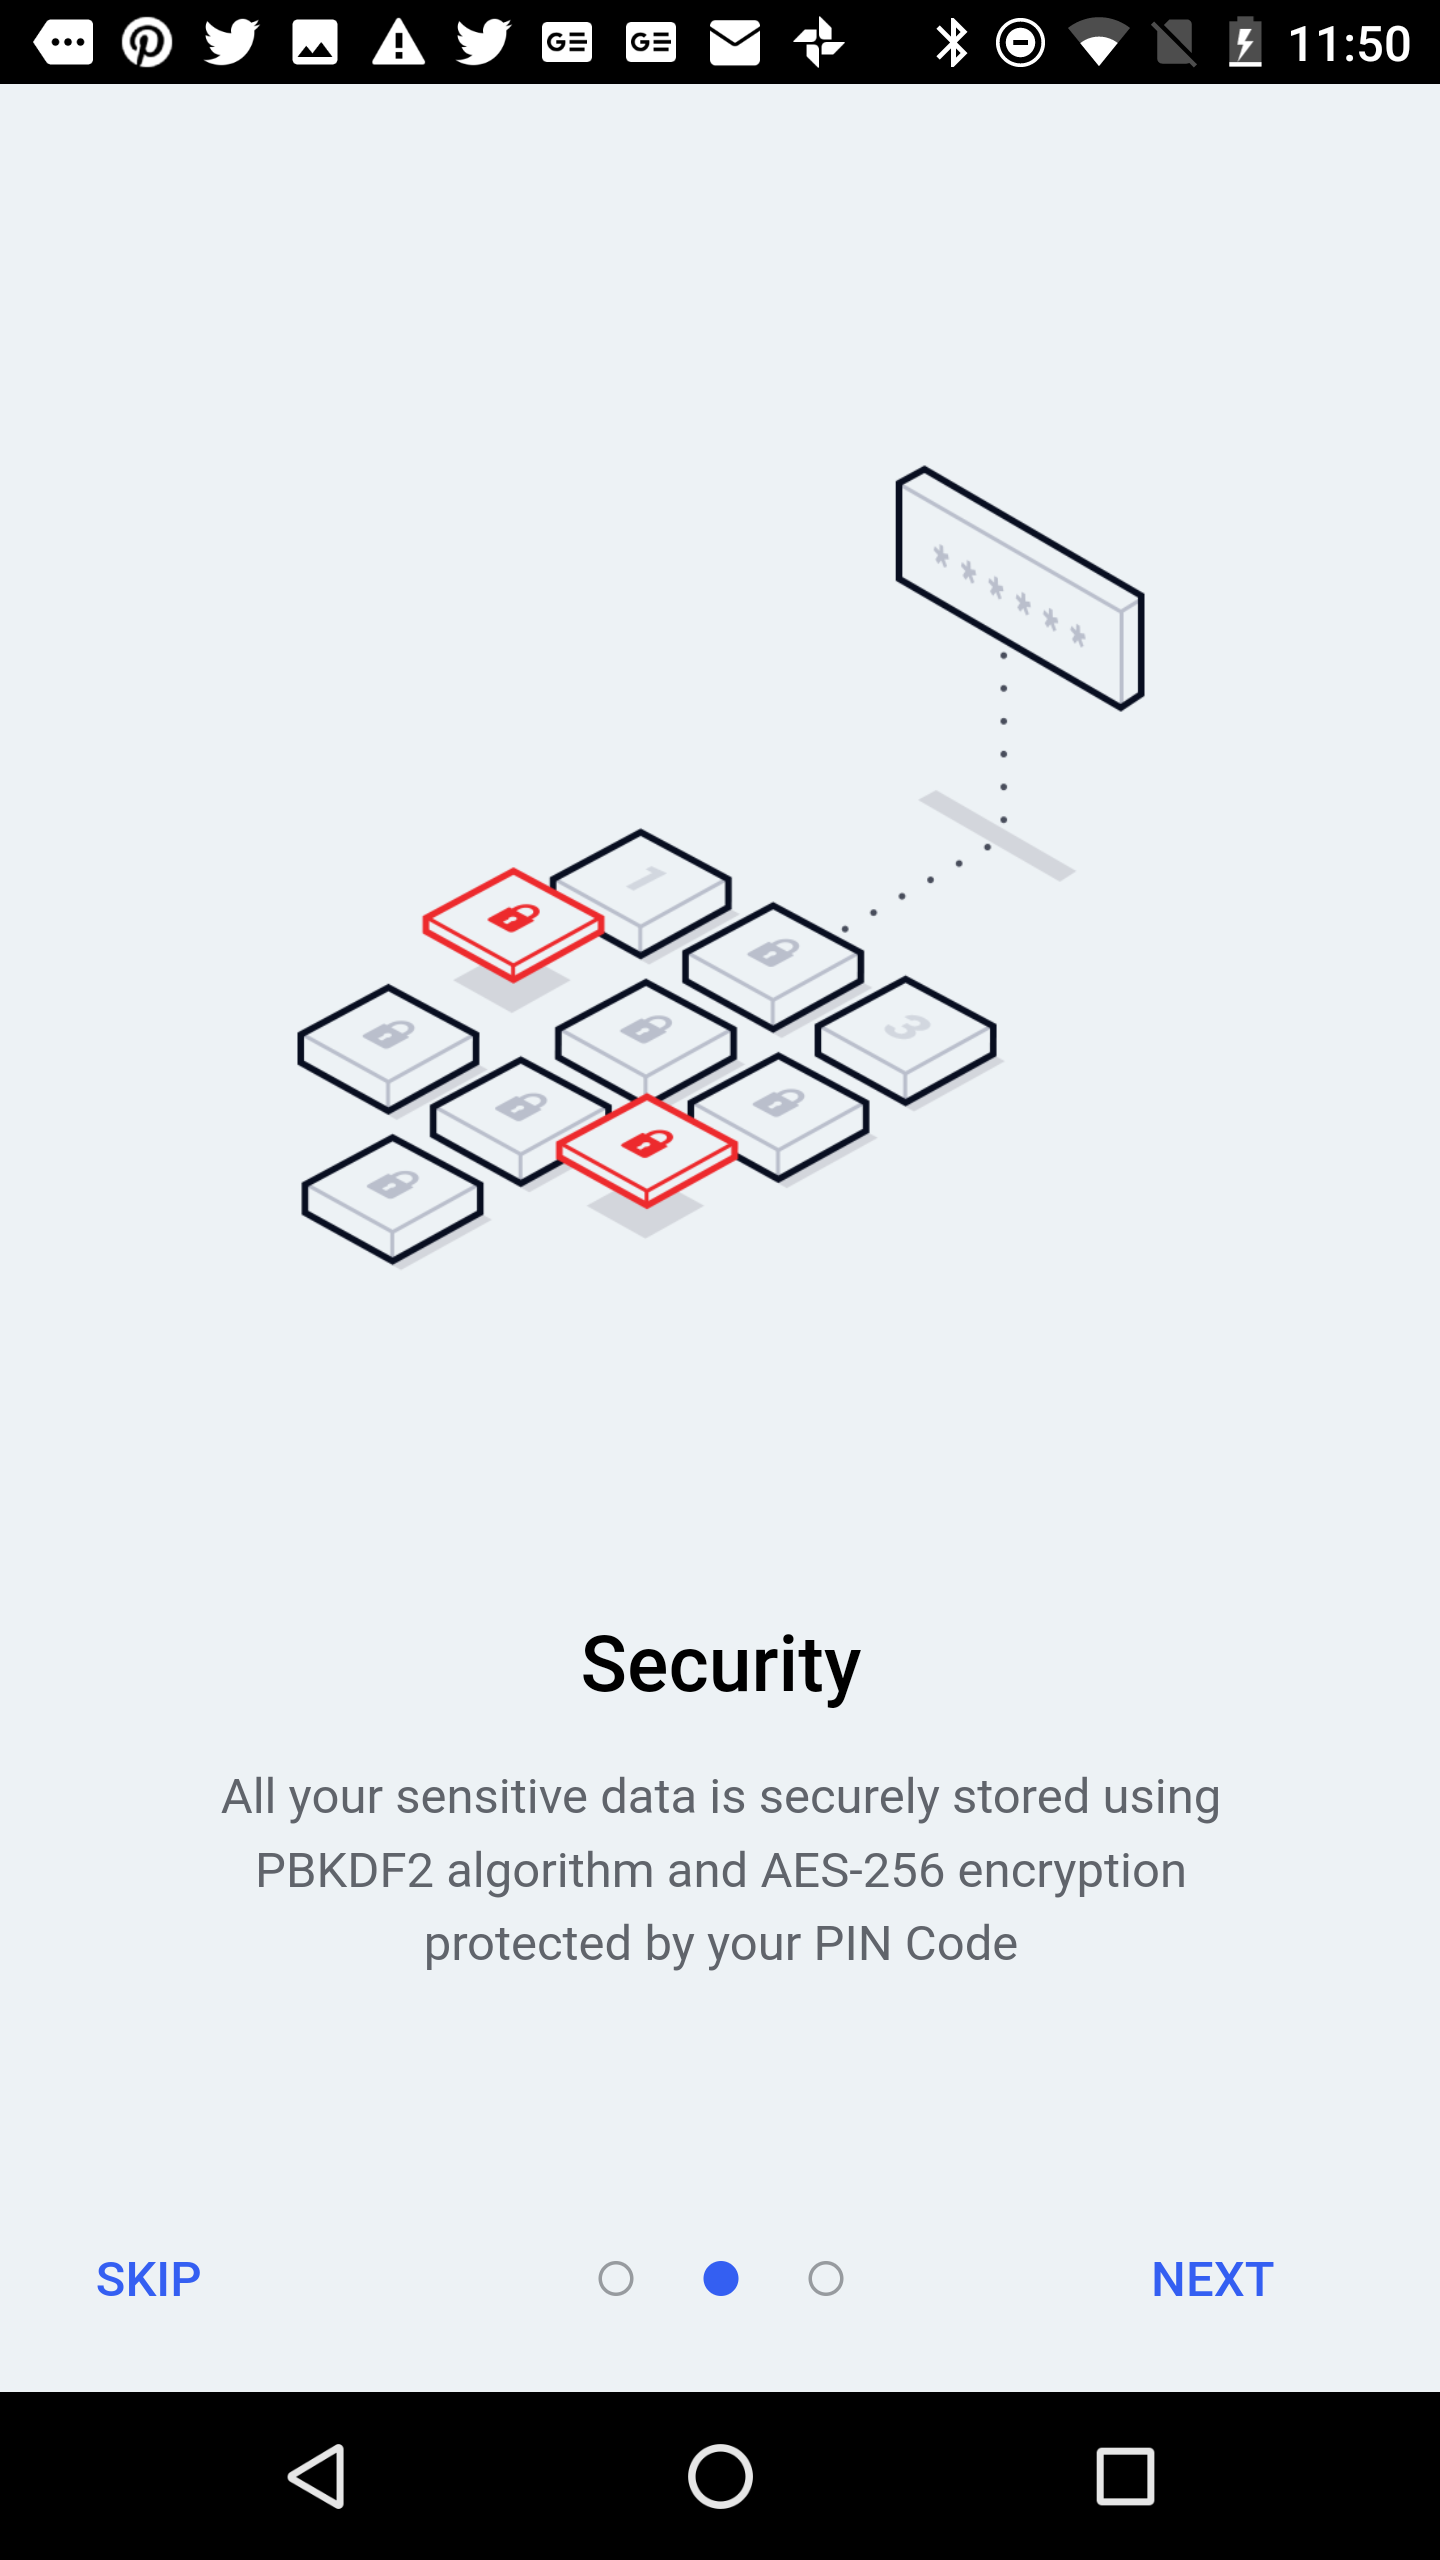 11:50
******
1
3
Security
All your sensitive data is securely stored using
PBKDF2 algorithm and AES-256 encryption
protected by your PIN Code
SKIP
NEXT